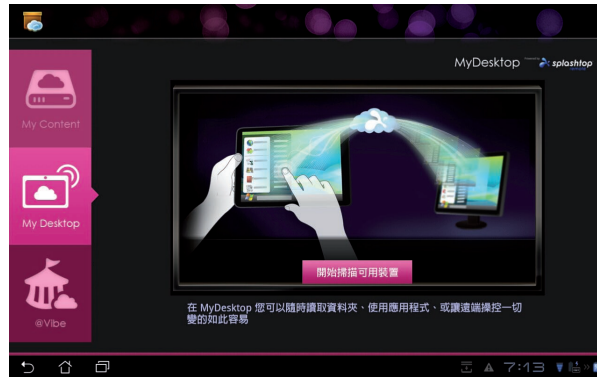 MyDesktop splashtop
My Content
My Desktop
@Vibe
開始掃描可用裝置
在 MyDesktop 您可以隨時讀取資料夾、使用應用程式、或讓遠端操控一切
變的如此容易
7:13